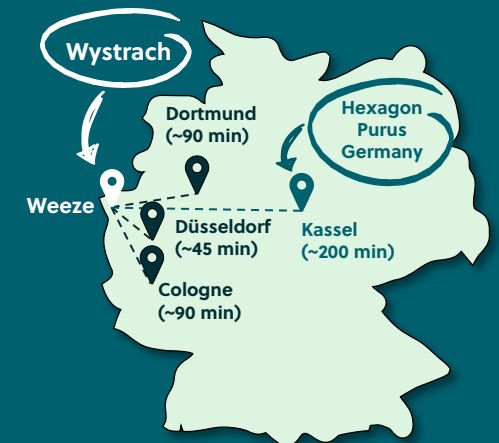 Wystrach
Hexagon
Purus
Germany
Dortmund
(~90 min)
Weeze
Düsseldorf
(~45 min)
Kassel
(~200 min)
Cologne
(~90 min)